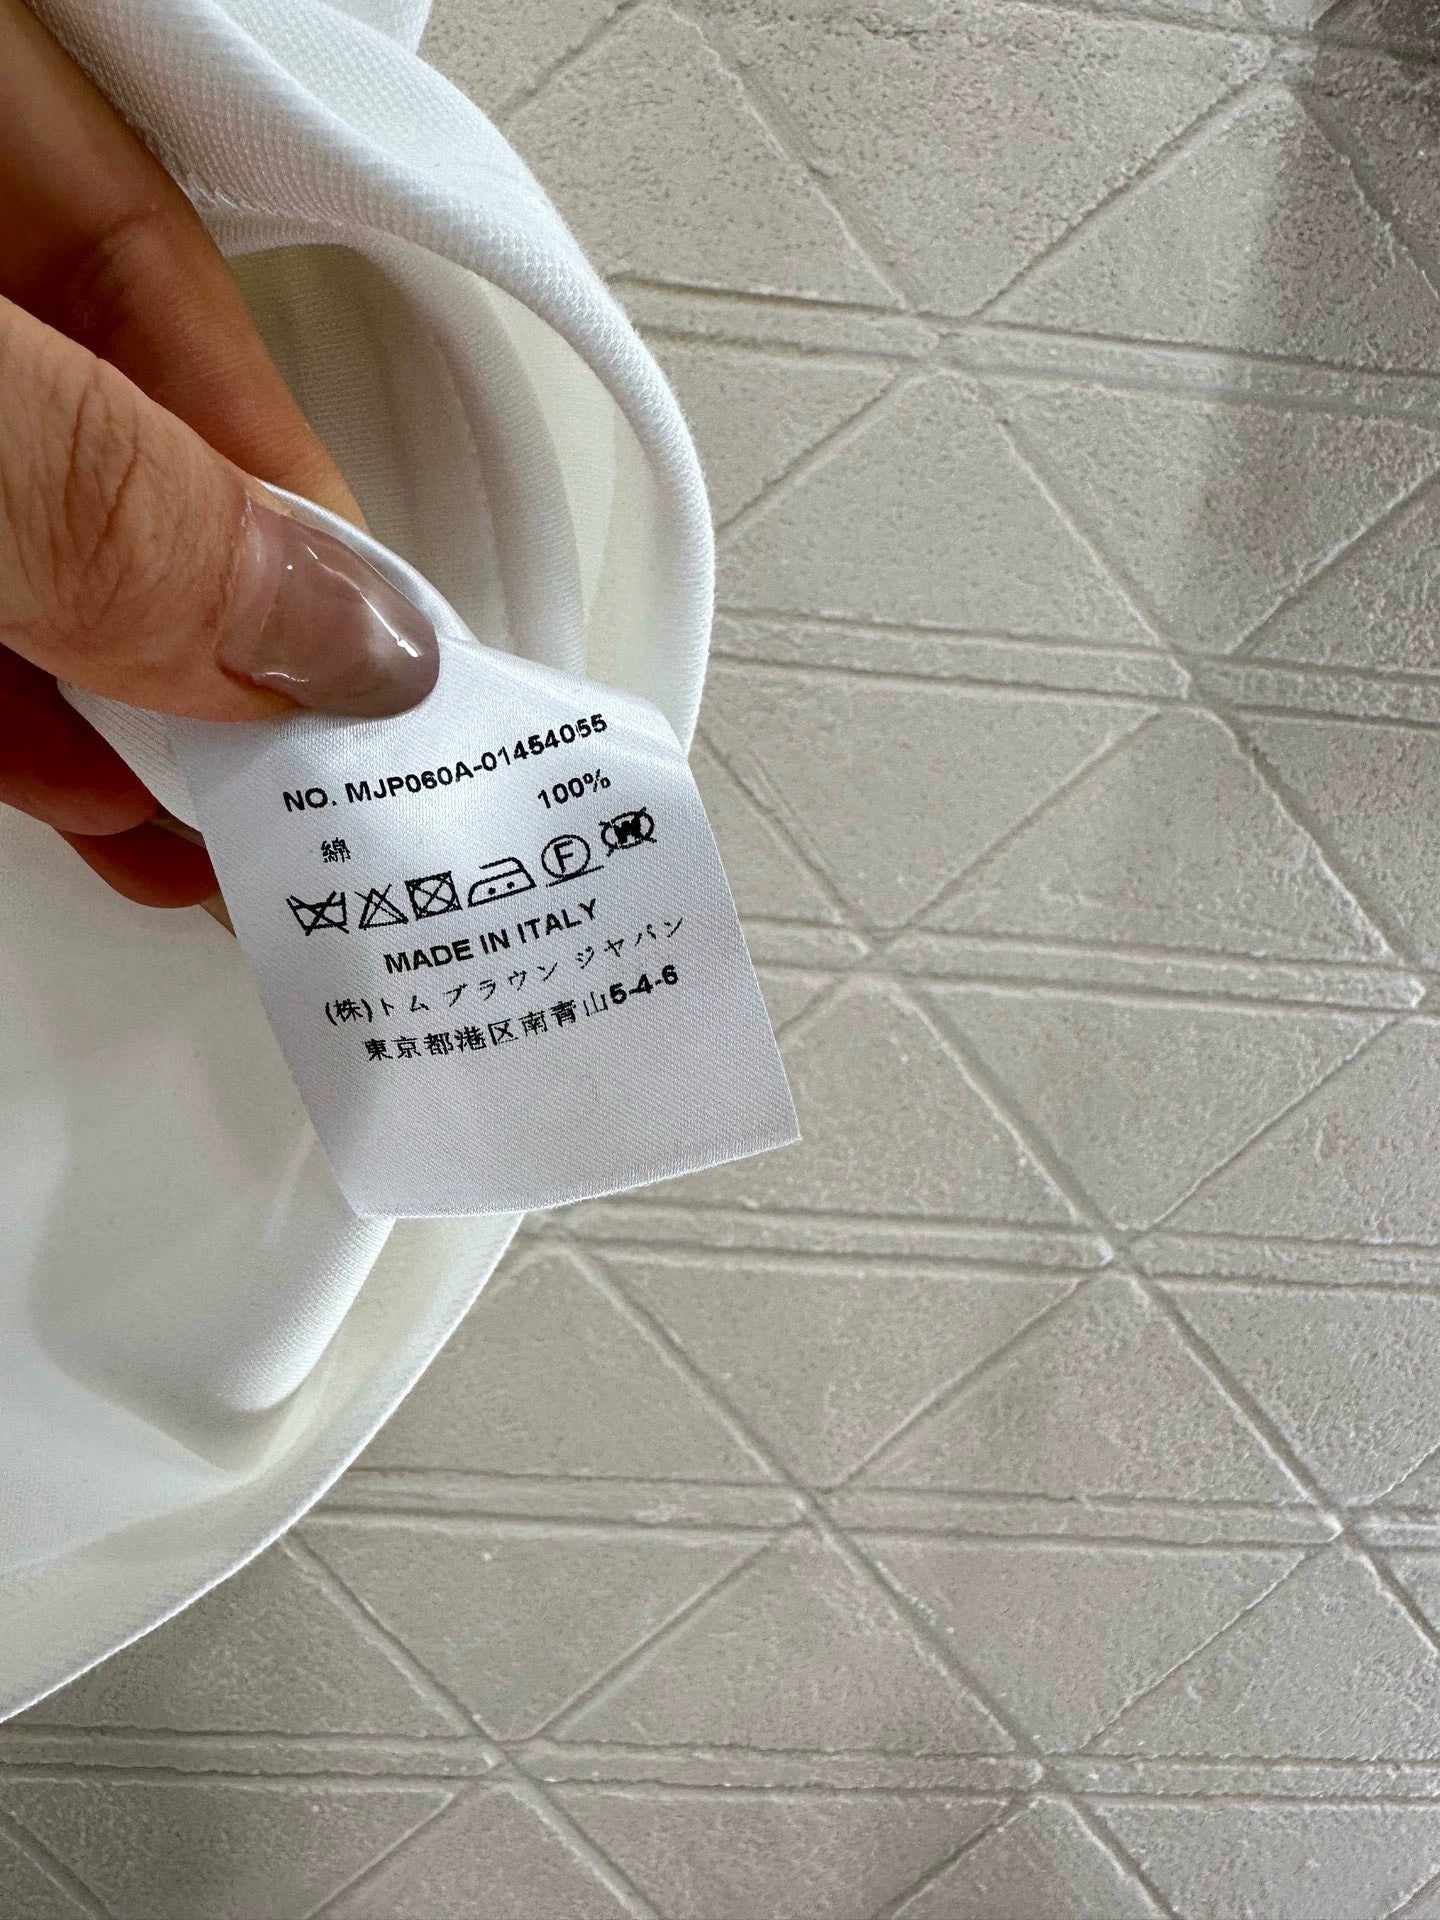 NO. MJP060A-01454055
100%
綿
F W
MADE IN ITALY
(株)トム ブラウン ジャパン
東京都港区南青山5-4-6